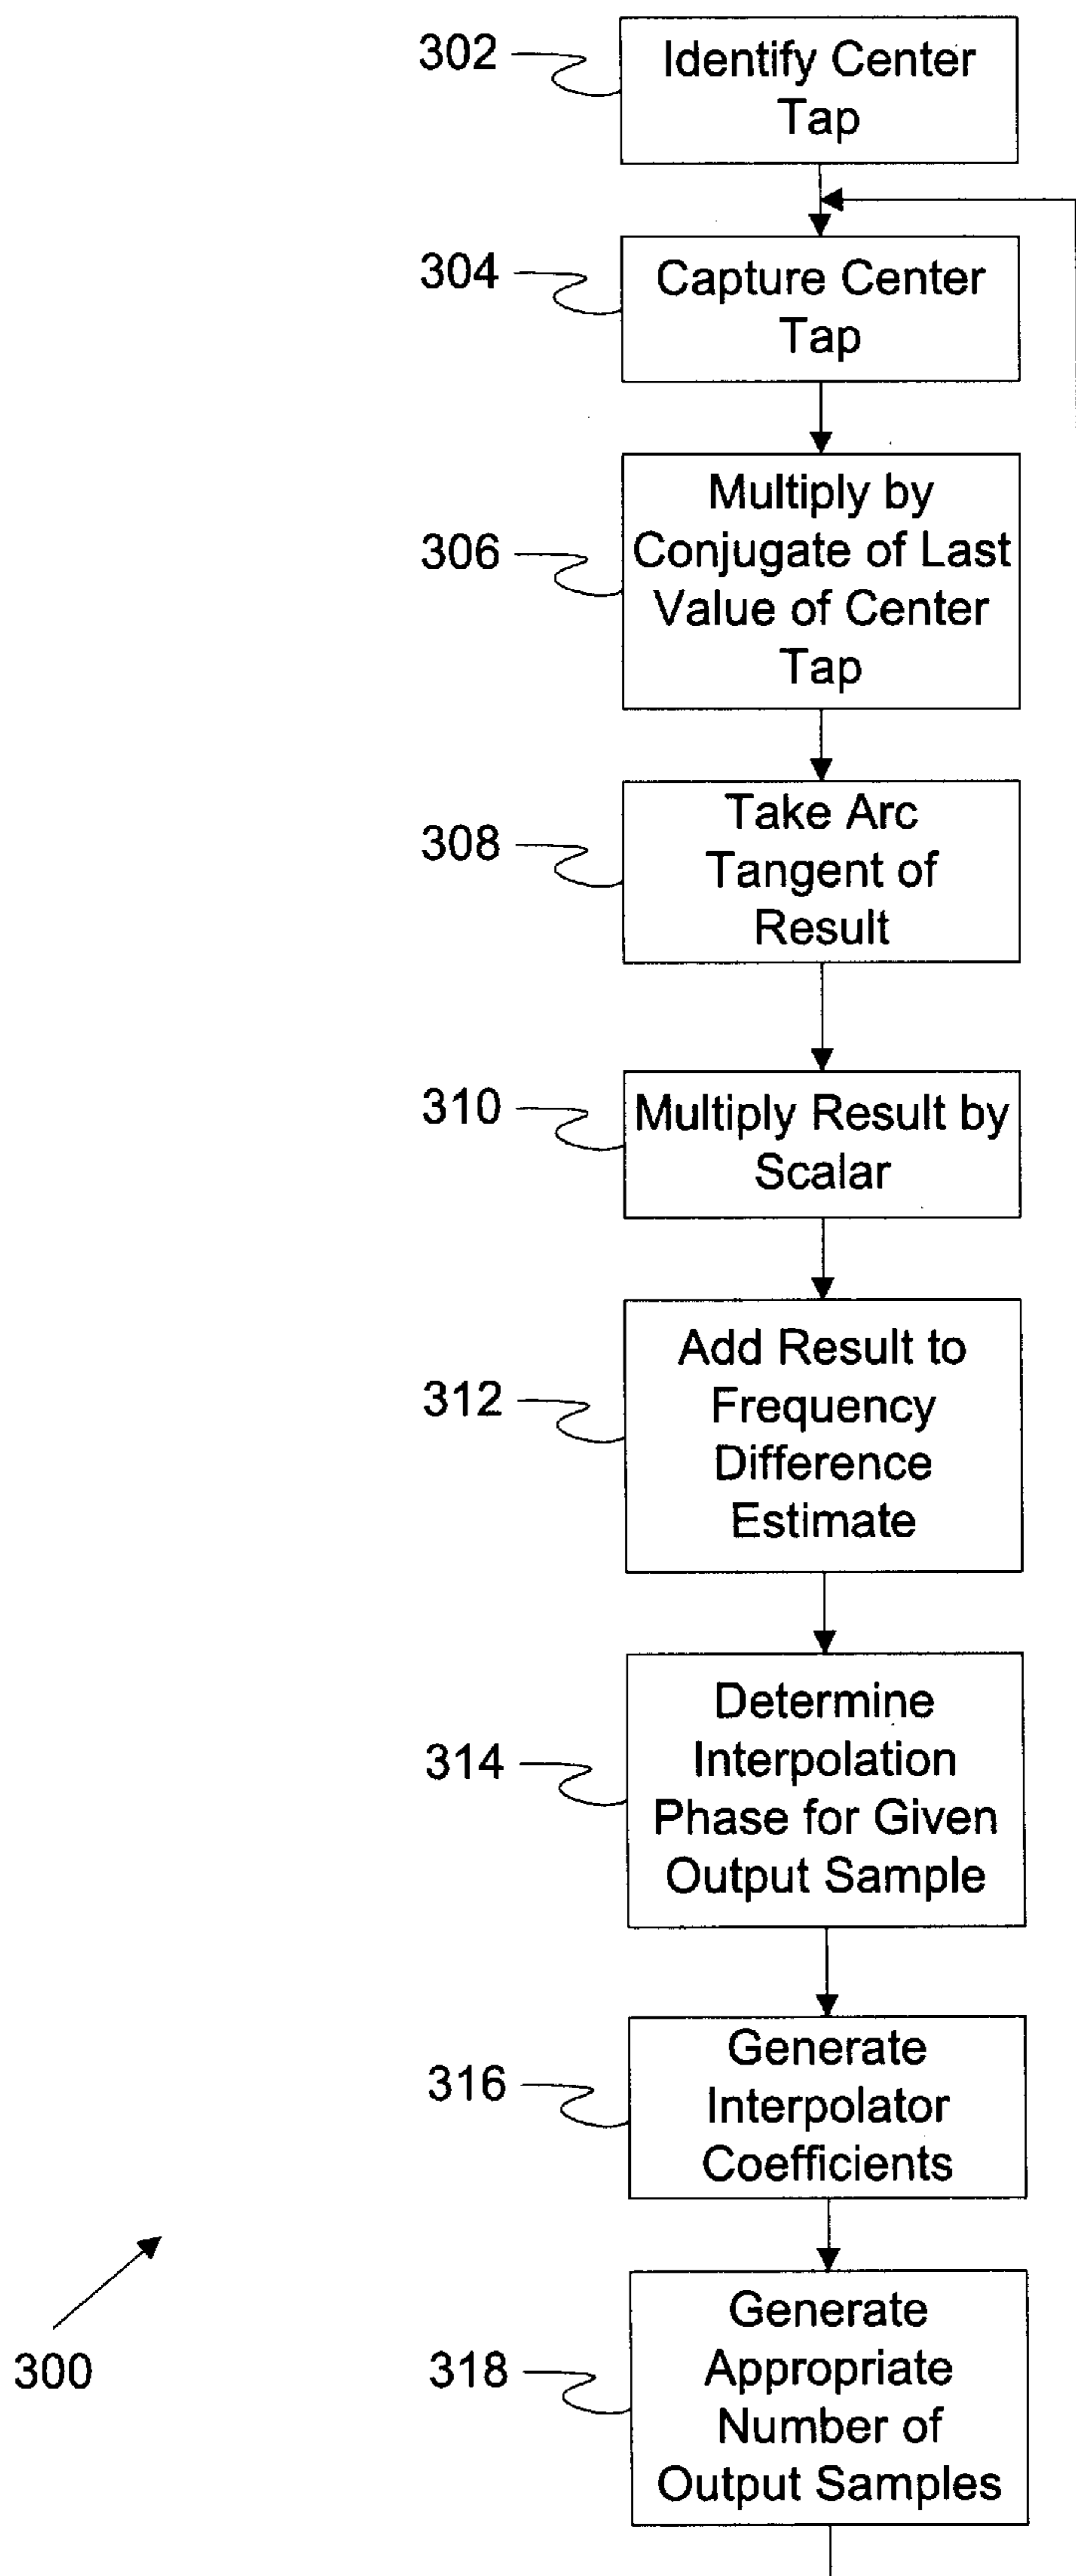 302
Identify Center
Tap
304
Capture Center
Tap
306
Multiply by
Conjugate of Last
Value of Center
Tap
308
Take Arc
Tangent of
Result
310
Multiply Result by
Scalar
312
Add Result to
Frequency
Difference
Estimate
314
Determine
Interpolation
Phase for Given
Output Sample
316
Generate
Interpolator
Coefficients
300
318
Generate
Appropriate
Number of
Output Samples